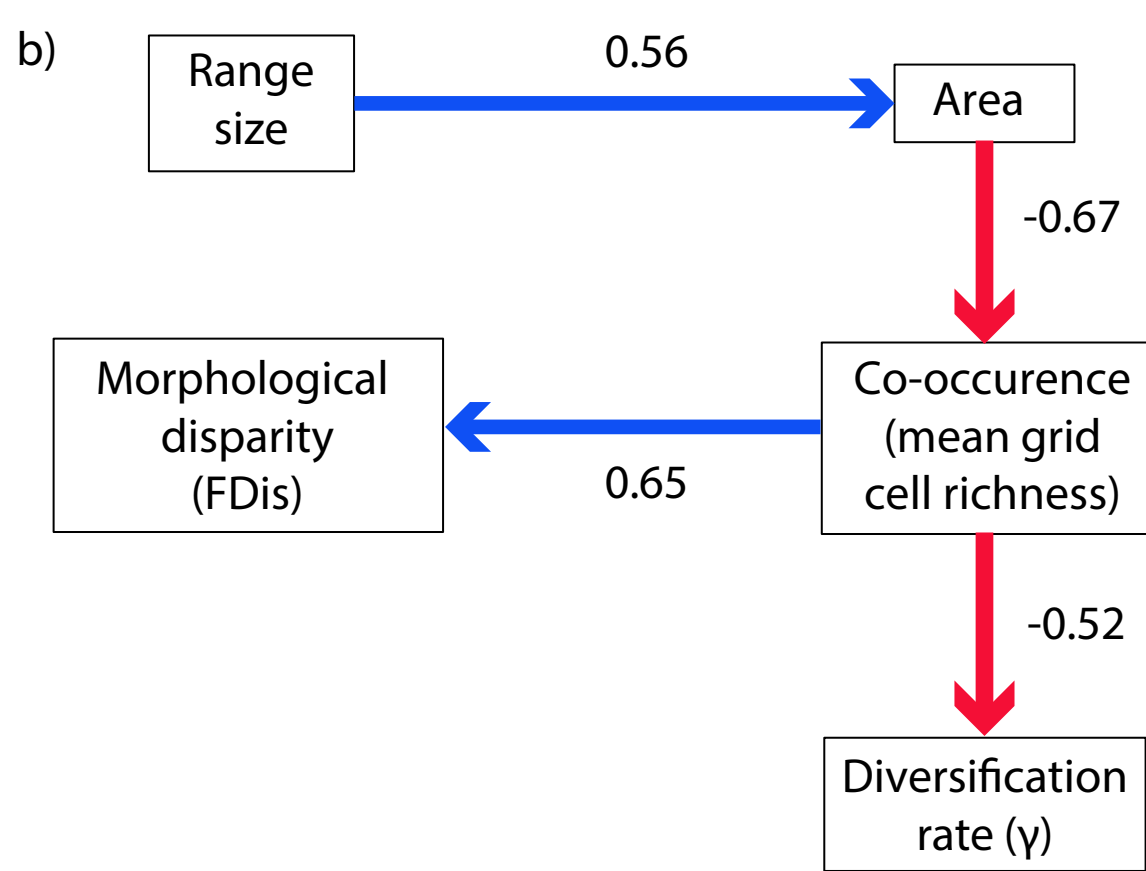 b)
Range
size
0.56
Area
-0.67
Morphological
disparity
(FDis)
0.65
Co-occurence
(mean grid
cell richness)
-0.52
Diversification
rate (γ)